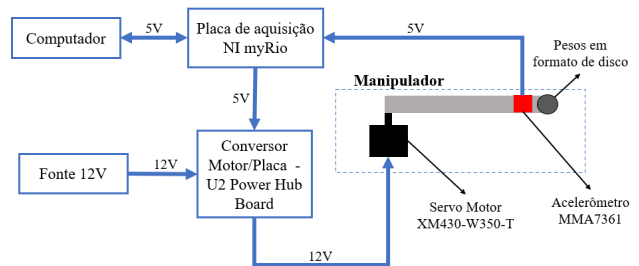 Computador
5V
Placa de aquisição
NI myRio
5V
Pesos em
formato de disco
Manipulador
5V
Fonte 12V
12V
Conversor
Motor/Placa -
U2 Power Hub
Board
12V
Servo Motor
XM430-W350-T
Acelerômetro
MMA7361